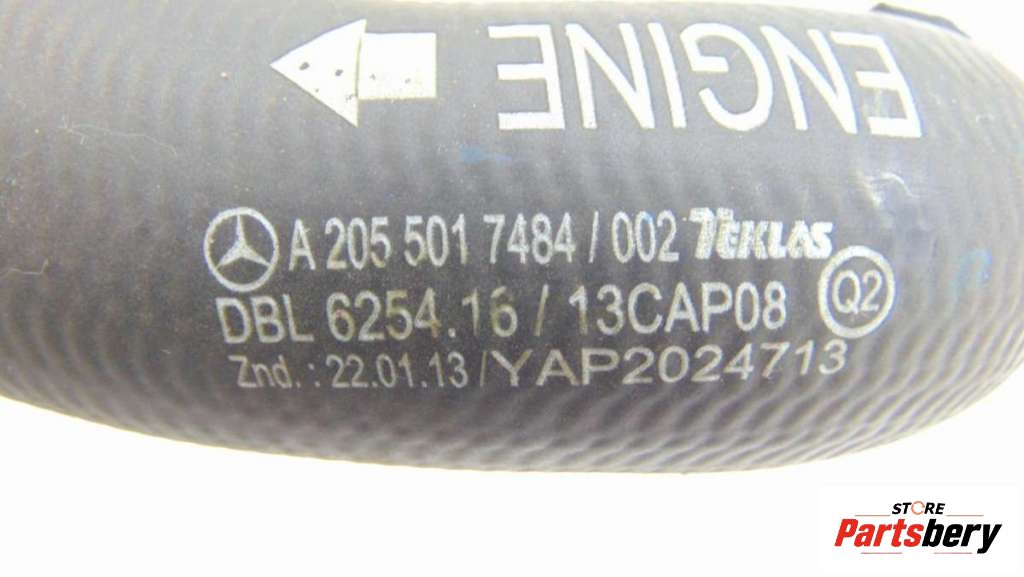 ENGINE
A 205 501 7484 / 002 TEKLAS
DBL 6254.16 / 13CAP08 Q2
Znd.: 22.01.13 / YAP2024713
STORE
Partsbery